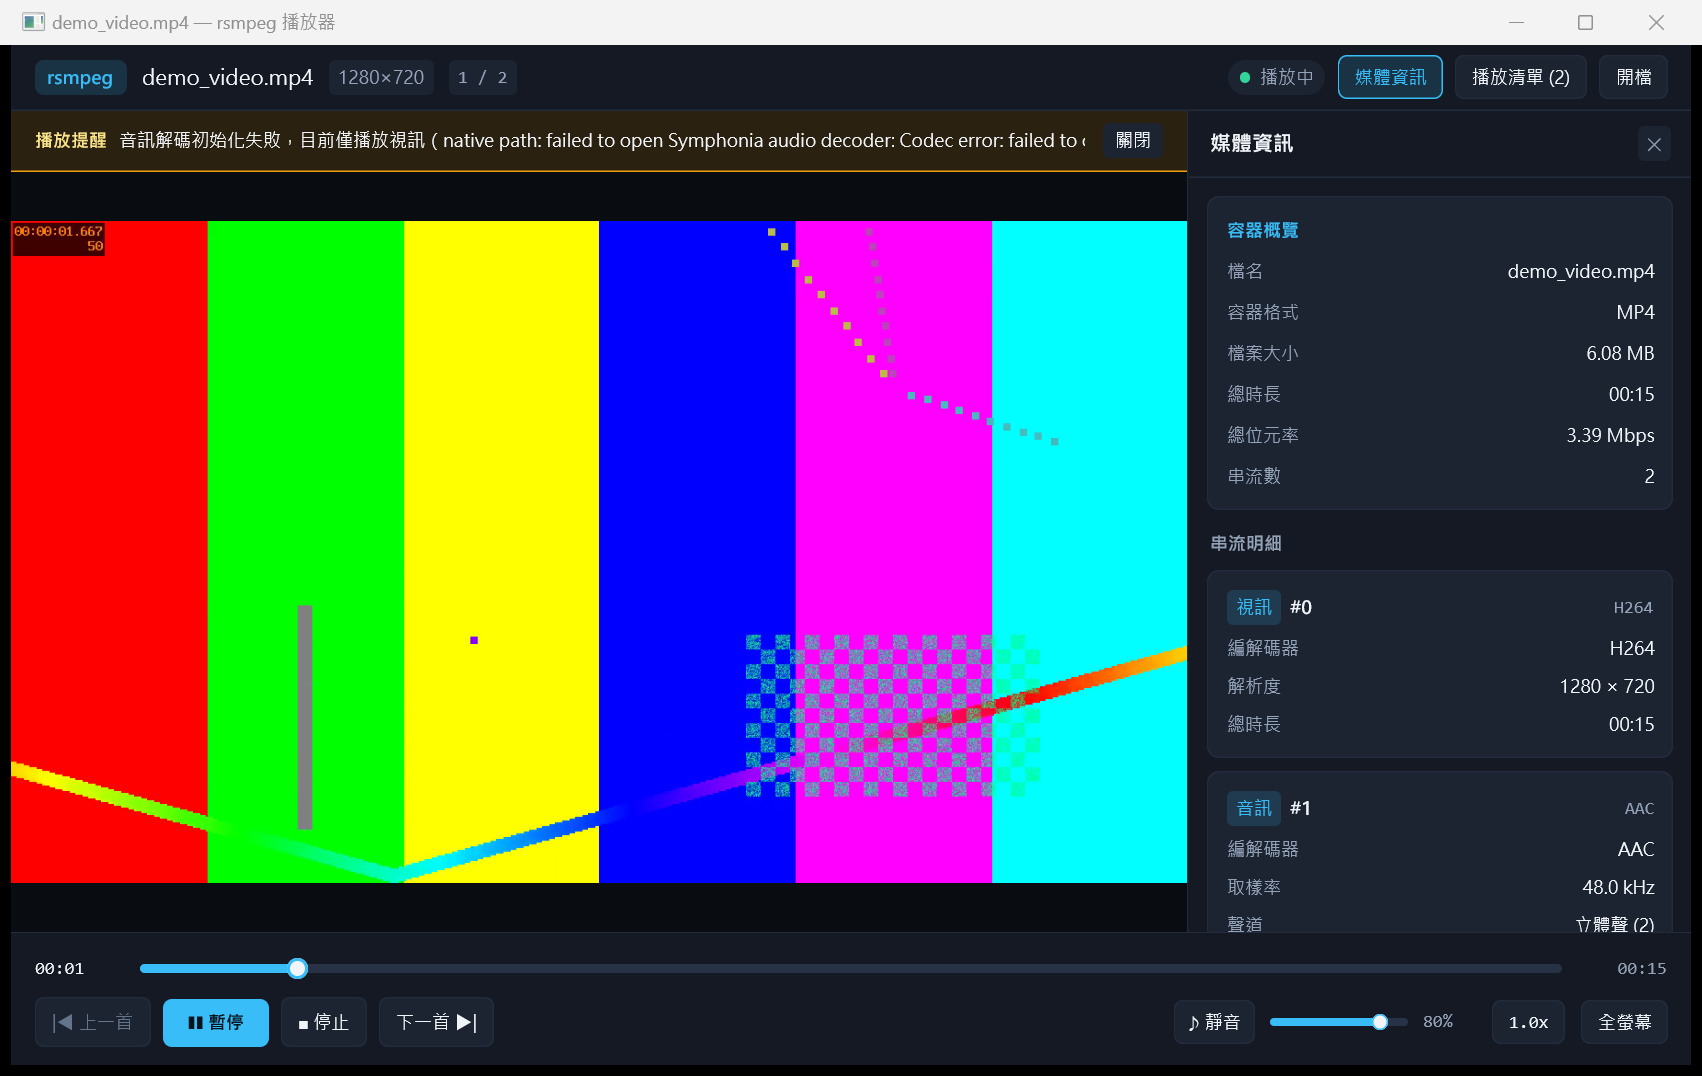 demo_video.mp4 — rsmpeg 播放器
rsmpeg demo_video.mp4 1280×720 1 / 2 播放中 媒體資訊 播放清單 (2) 開檔
播放提醒 音訊解碼初始化失敗，目前僅播放視訊 ( native path: failed to open Symphonia audio decoder: Codec error: failed to 關閉
00:00:01.667
50
媒體資訊
容器概覽
檔名 demo_video.mp4
容器格式 MP4
檔案大小 6.08 MB
總時長 00:15
總位元率 3.39 Mbps
串流數 2
串流明細
視訊 #0 H264
編解碼器 H264
解析度 1280 × 720
總時長 00:15
音訊 #1 AAC
編解碼器 AAC
取樣率 48.0 kHz
聲道 立體聲 (2)
00:01 00:15
上一首 暫停 停止 下一首 靜音 80% 1.0x 全螢幕